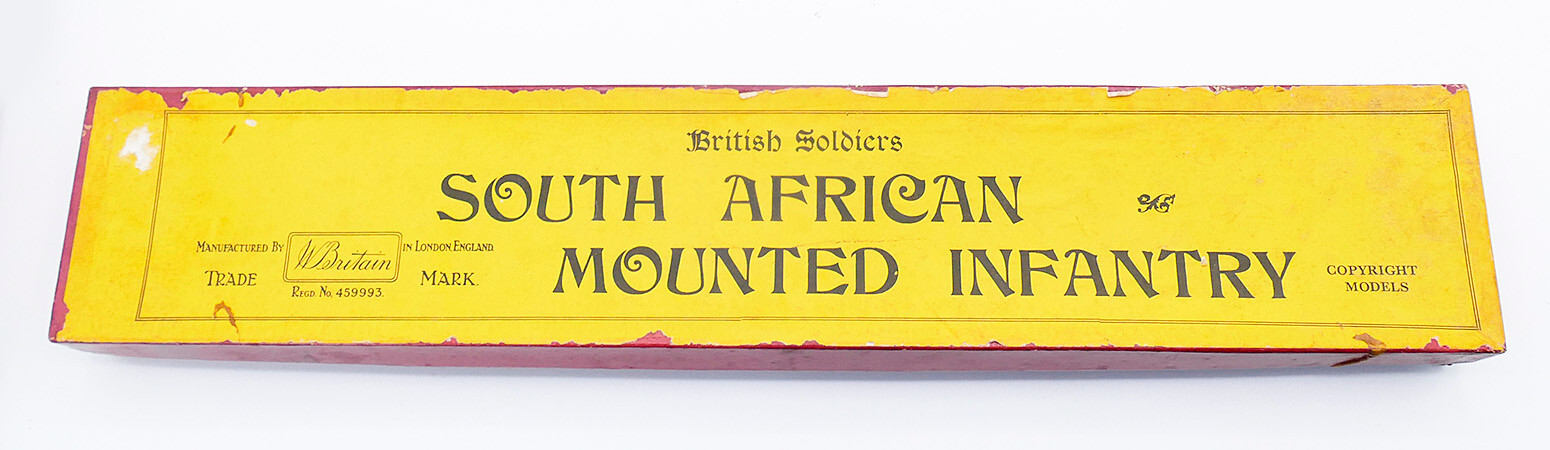 British Soldiers
SOUTH AFRICAN
MOUNTED INFANTRY
MANUFACTURED BY W Britain IN LONDON, ENGLAND.
TRADE MARK.
REGD. No. 459993.
COPYRIGHT
MODELS